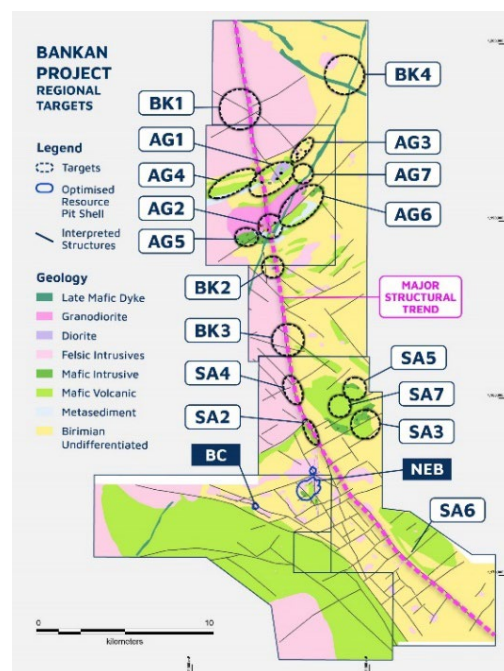 BANKAN
PROJECT
REGIONAL
TARGETS
Legend
Targets
Optimised
Resource
Pit Shell
Interpreted
Structures
Geology
Late Mafic Dyke
Granodiorite
Diorite
Felsic Intrusives
Mafic Intrusive
Mafic Volcanic
Metasediment
Birimian
Undifferentiated
BK1
BK4
AG1
AG3
AG4
AG7
AG2
AG6
AG5
BK2
MAJOR
STRUCTURAL
TREND
BK3
SA4
SA5
SA7
SA2
SA3
BC
NEB
SA6
0 10
kilometers